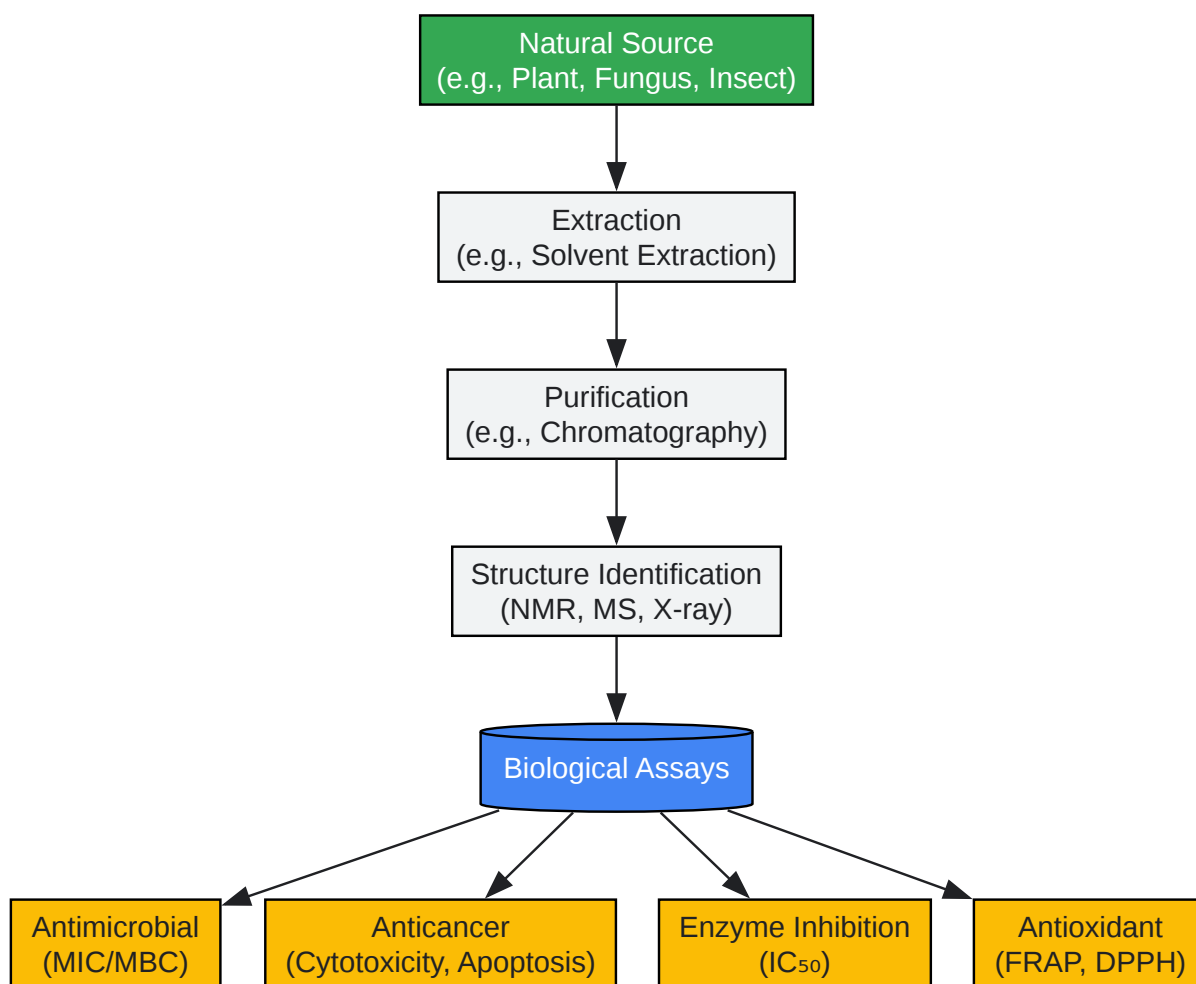 Natural Source
(e.g., Plant, Fungus, Insect)
Extraction
(e.g., Solvent Extraction)
Purification
(e.g., Chromatography)
Structure Identification
(NMR, MS, X-ray)
Biological Assays
Antimicrobial
(MIC/MBC)
Anticancer
(Cytotoxicity, Apoptosis)
Enzyme Inhibition
(IC₅₀)
Antioxidant
(FRAP, DPPH)